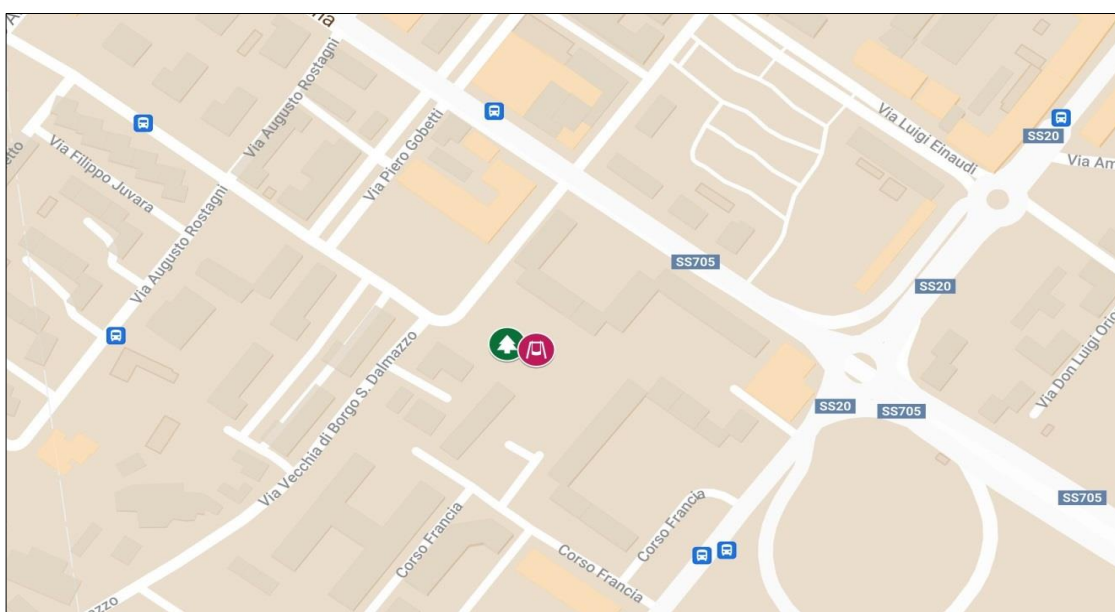 Via Augusto Rostagni
Via Piero Gobetti
Via Luigi Einaudi
SS20
Via Am
Via Filippo Juvara
etto
Via Augusto Rostagni
SS705
SS20
Via Vecchia di Borgo S. Dalmazzo
Via Don Luigi Orio
SS20
SS705
SS705
Corso Francia
Corso Francia
Corso Francia
azzo